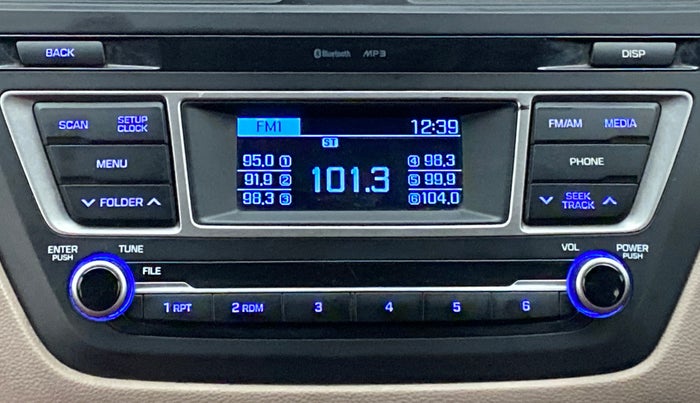 BACK
Bluetooth MP3
DISP
SCAN
SETUP CLOCK
MENU
FOLDER
FM1
12:39
ST
95.0 1
91.9 2
98.3 3
101.3
4 98.3
5 99.9
6 104.0
FM/AM
MEDIA
PHONE
SEEK TRACK
ENTER PUSH
TUNE
FILE
VOL
POWER PUSH
1 RPT
2 RDM
3
4
5
6